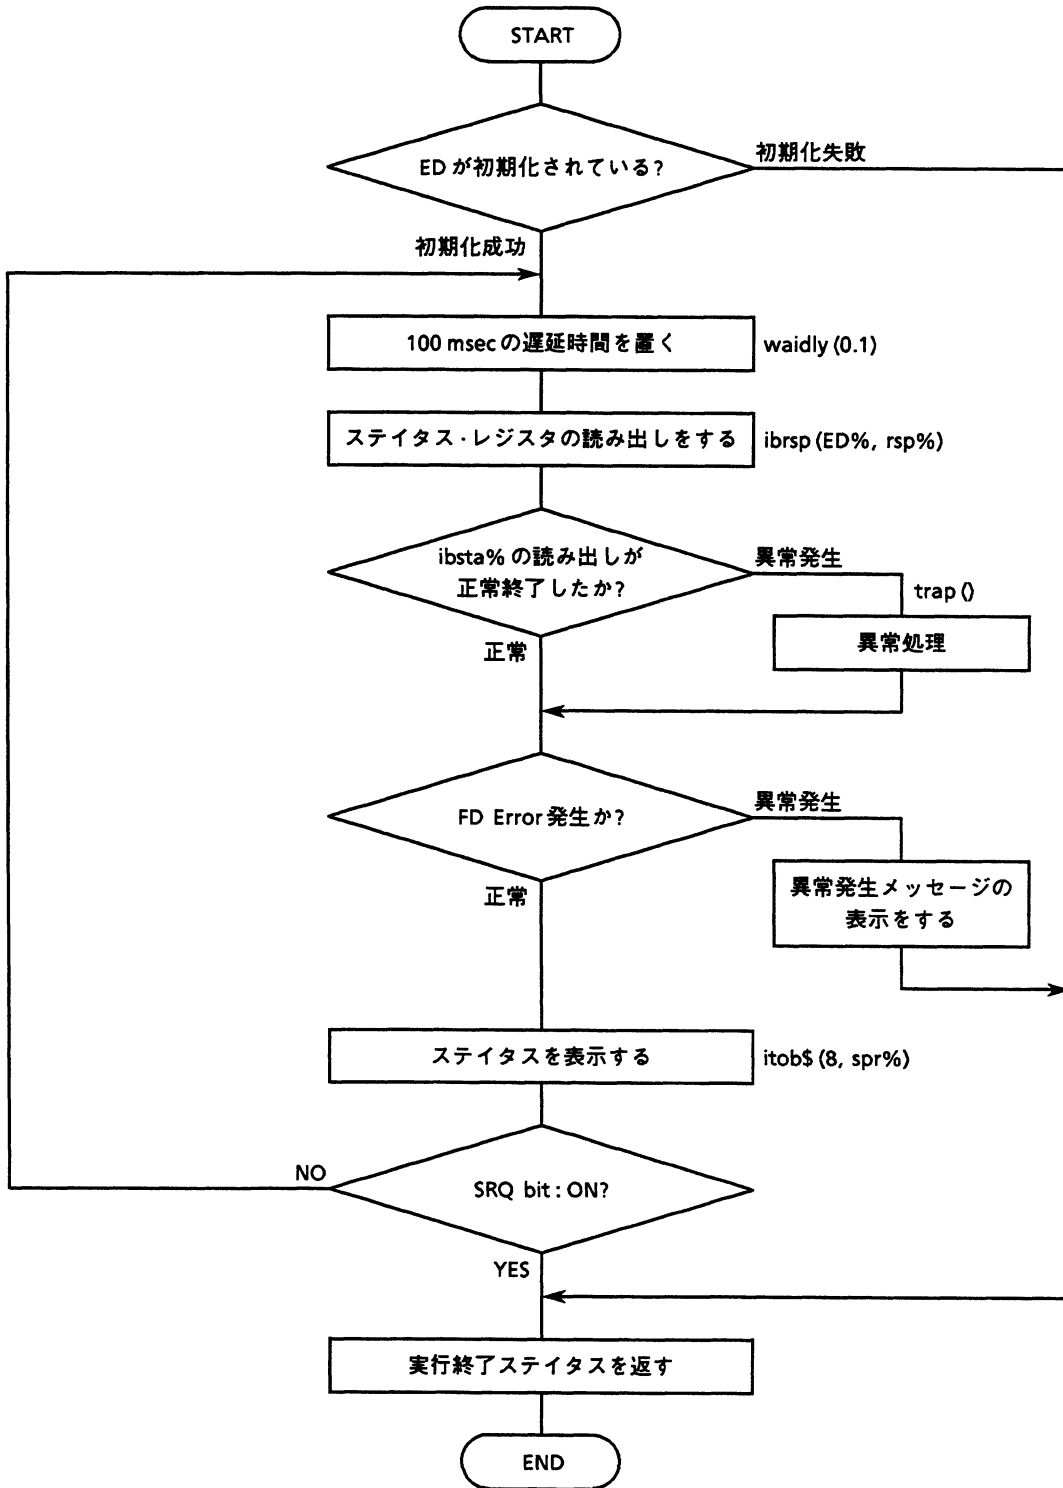 START
EDが初期化されている?
初期化失敗
初期化成功
100 msecの遅延時間を置く
waidly (0.1)
ステイタス・レジスタの読み出しをする
ibrsp (ED%, rsp%)
ibsta% の読み出しが
正常終了したか?
異常発生
trap ()
異常処理
正常
FD Error 発生か?
異常発生
正常
異常発生メッセージの
表示をする
ステイタスを表示する
itob$ (8, spr%)
NO
SRQ bit : ON?
YES
実行終了ステイタスを返す
END